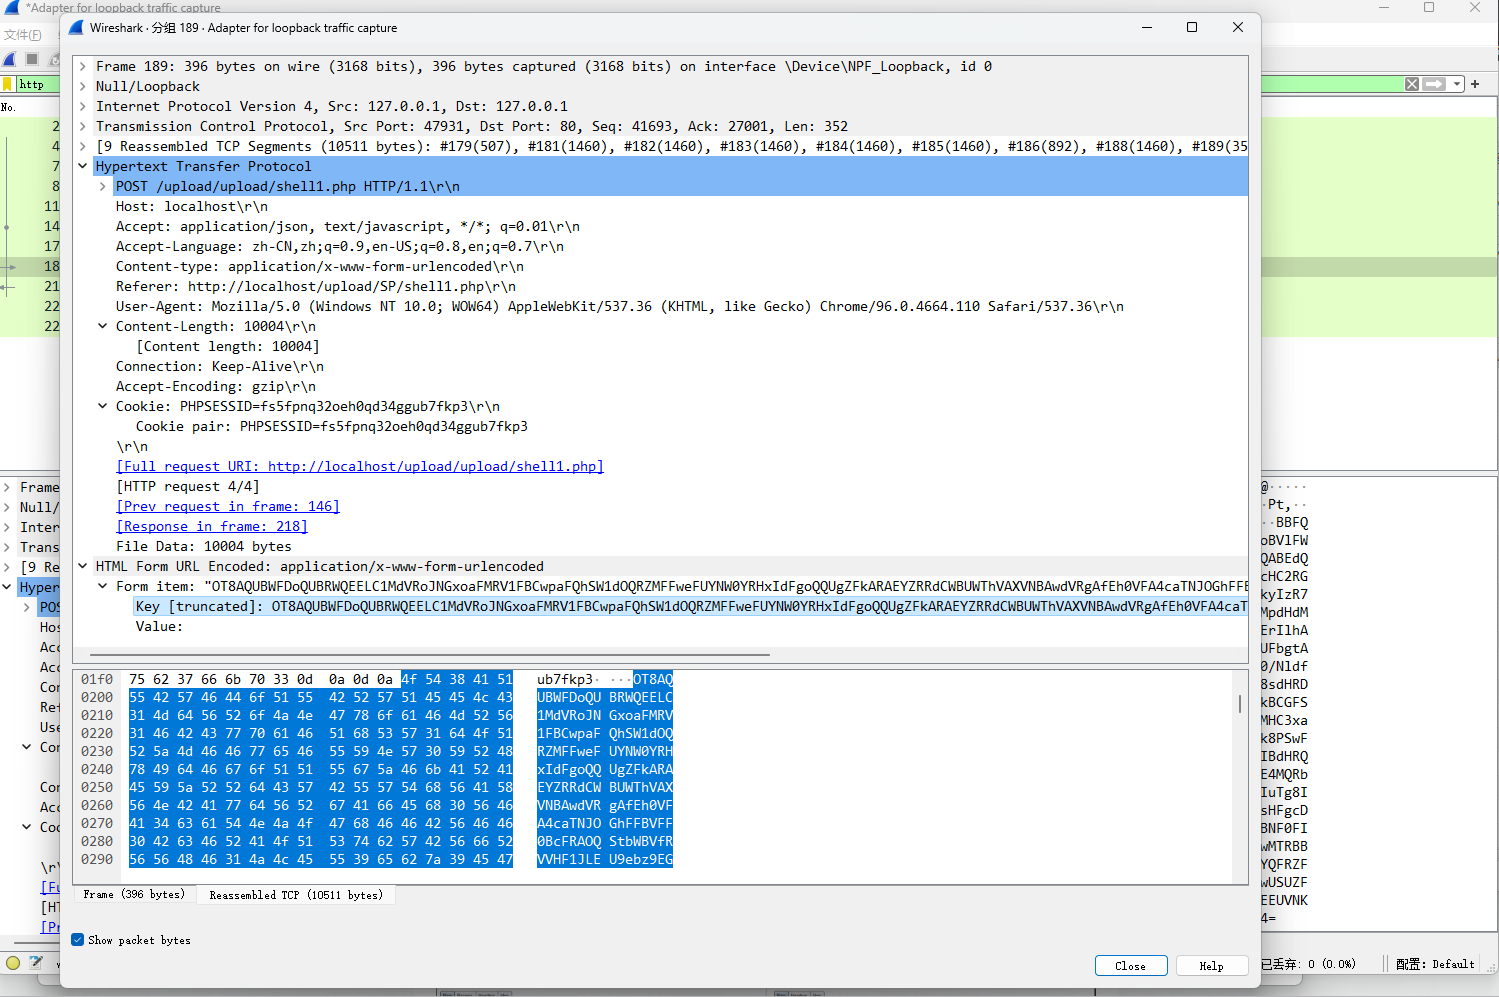 *Adapter for loopback traffic capture
Wireshark · 分组 189 · Adapter for loopback traffic capture
文件(F)
http
No.
2
4
7
8
11
14
17
18
21
22
22
Frame 189: 396 bytes on wire (3168 bits), 396 bytes captured (3168 bits) on interface \Device\NPF_Loopback, id 0
Null/Loopback
Internet Protocol Version 4, Src: 127.0.0.1, Dst: 127.0.0.1
Transmission Control Protocol, Src Port: 47931, Dst Port: 80, Seq: 41693, Ack: 27001, Len: 352
[9 Reassembled TCP Segments (10511 bytes): #179(507), #181(1460), #182(1460), #183(1460), #184(1460), #185(1460), #186(892), #188(1460), #189(35
Hypertext Transfer Protocol
POST /upload/upload/shell1.php HTTP/1.1\r\n
Host: localhost\r\n
Accept: application/json, text/javascript, */*; q=0.01\r\n
Accept-Language: zh-CN,zh;q=0.9,en-US;q=0.8,en;q=0.7\r\n
Content-type: application/x-www-form-urlencoded\r\n
Referer: http://localhost/upload/SP/shell1.php\r\n
User-Agent: Mozilla/5.0 (Windows NT 10.0; WOW64) AppleWebKit/537.36 (KHTML, like Gecko) Chrome/96.0.4664.110 Safari/537.36\r\n
Content-Length: 10004\r\n
[Content length: 10004]
Connection: Keep-Alive\r\n
Accept-Encoding: gzip\r\n
Cookie: PHPSESSID=fs5fpnq32oeh0qd34ggub7fkp3\r\n
Cookie pair: PHPSESSID=fs5fpnq32oeh0qd34ggub7fkp3
\r\n
[Full request URI: http://localhost/upload/upload/shell1.php]
[HTTP request 4/4]
[Prev request in frame: 146]
[Response in frame: 218]
File Data: 10004 bytes
HTML Form URL Encoded: application/x-www-form-urlencoded
Form item: "OT8AQUBWFDoQUBRWQEELC1MdVRoJNGxoaFMRV1FBCwpaFQhSW1dOQRZMFFweFUYNW0YRHxIdFgoQQUgZFkARAEYZRRdCWBUWThVAXVNBAwdVRgAfEh0VFA4caTNJOGhFFE
Key [truncated]: OT8AQUBWFDoQUBRWQEELC1MdVRoJNGxoaFMRV1FBCwpaFQhSW1dOQRZMFFweFUYNW0YRHxIdFgoQQUgZFkARAEYZRRdCWBUWThVAXVNBAwdVRgAfEh0VFA4caT
Value:
01f0 75 62 37 66 6b 70 33 0d 0a 0d 0a 4f 54 38 41 51 ub7fkp3· ···OT8AQ
0200 55 42 57 46 44 6f 51 55 42 52 57 51 45 45 4c 43 UBWFDoQU BRWQEELC
0210 31 4d 64 56 52 6f 4a 4e 47 78 6f 61 46 4d 52 56 1MdVRoJN GxoaFMRV
0220 31 46 42 43 77 70 61 46 51 68 53 57 31 64 4f 51 1FBCwpaF QhSW1dOQ
0230 52 5a 4d 46 46 77 65 46 55 59 4e 57 30 59 52 48 RZMFFweF UYNW0YRH
0240 78 49 64 46 67 6f 51 51 55 67 5a 46 6b 41 52 41 xIdFgoQQ UgZFkARA
0250 45 59 5a 52 52 64 43 57 42 55 57 54 68 56 41 58 EYZRRdCW BUWThVAX
0260 56 4e 42 41 77 64 56 52 67 41 66 45 68 30 56 46 VNBAwdVR gAfEh0VF
0270 41 34 63 61 54 4e 4a 4f 47 68 46 46 42 56 46 46 A4caTNJO GhFFBVFF
0280 30 42 63 46 52 41 4f 51 53 74 62 57 42 56 66 52 0BcFRAOQ StbWBVfR
0290 56 56 48 46 31 4a 4c 45 55 39 65 62 7a 39 45 47 VVHF1JLE U9ebz9EG
Frame (396 bytes)
Reassembled TCP (10511 bytes)
Show packet bytes
Close
Help
Frame
Null/
Inter
Trans
[9 Re
Hyper
POS
Hos
Acc
Acc
Cor
Ref
Use
Cor
Cor
Acc
Coo
\r\
[Fu
[HT
[Pr
@·····
Pt,··
··BBFQ
oBVlFW
QABEdQ
cHC2RG
kyIzR7
MpdHdM
ErIlhA
UFbgtA
0/Nldf
8sdHRD
kBCGFS
MHC3xa
k8PSwF
IBdHRQ
E4MQRb
IuTg8I
sHFgcD
BNF0FI
wMTRBB
YQFRZF
wUSUZF
EEUVNK
4=
已丢弃: 0 (0.0%)
配置: Default